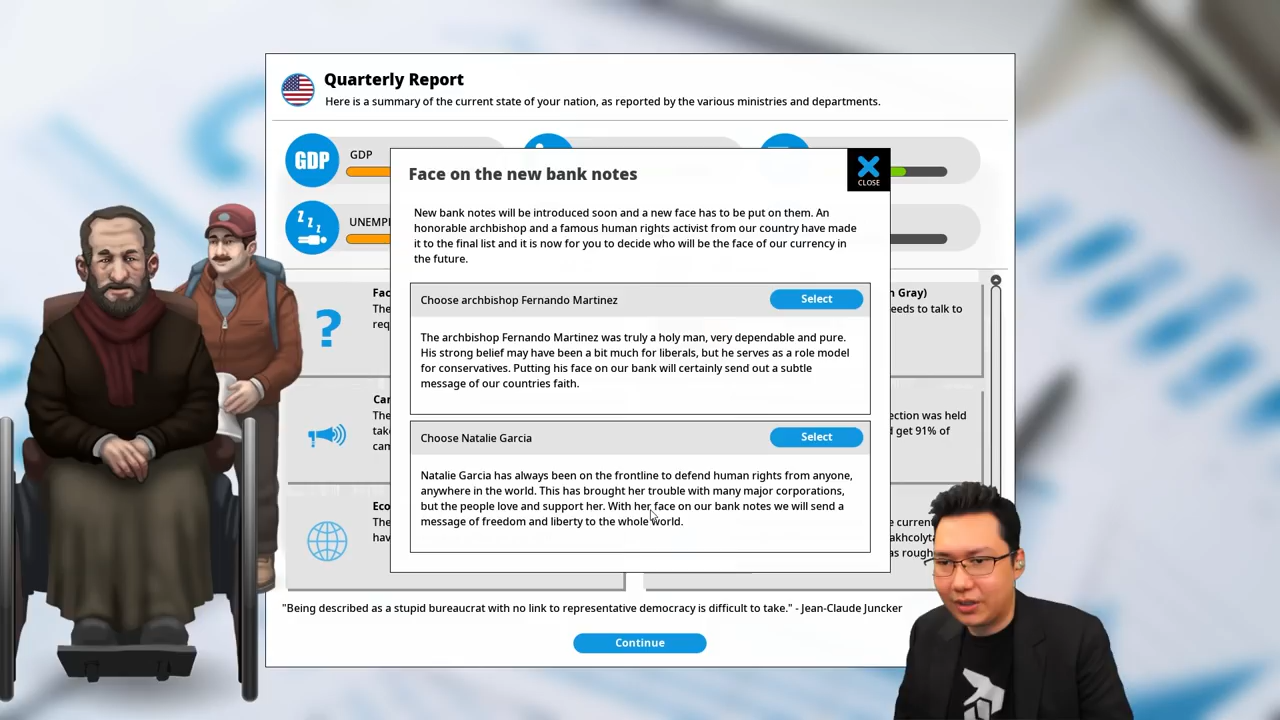 Quarterly Report
Here is a summary of the current state of your nation, as reported by the various ministries and departments.
GDP
GDP
Face on the new bank notes
CLOSE
New bank notes will be introduced soon and a new face has to be put on them. An
honorable archbishop and a famous human rights activist from our country have made
it to the final list and it is now for you to decide who will be the face of our currency in
the future.
Choose archbishop Fernando Martinez
Select
The archbishop Fernando Martinez was truly a holy man, very dependable and pure.
His strong belief may have been a bit much for liberals, but he serves as a role model
for conservatives. Putting his face on our bank will certainly send out a subtle
message of our countries faith.
Choose Natalie Garcia
Select
Natalie Garcia has always been on the frontline to defend human rights from anyone,
anywhere in the world. This has brought her trouble with many major corporations,
but the people love and support her. With her face on our bank notes we will send a
message of freedom and liberty to the whole world.
Z Z Z
?
Gray)
eeds to talk to
ection was held
get 91% of
"Being described as a stupid bureaucrat with no link to representative democracy is difficult to take." - Jean-Claude Juncker
Continue